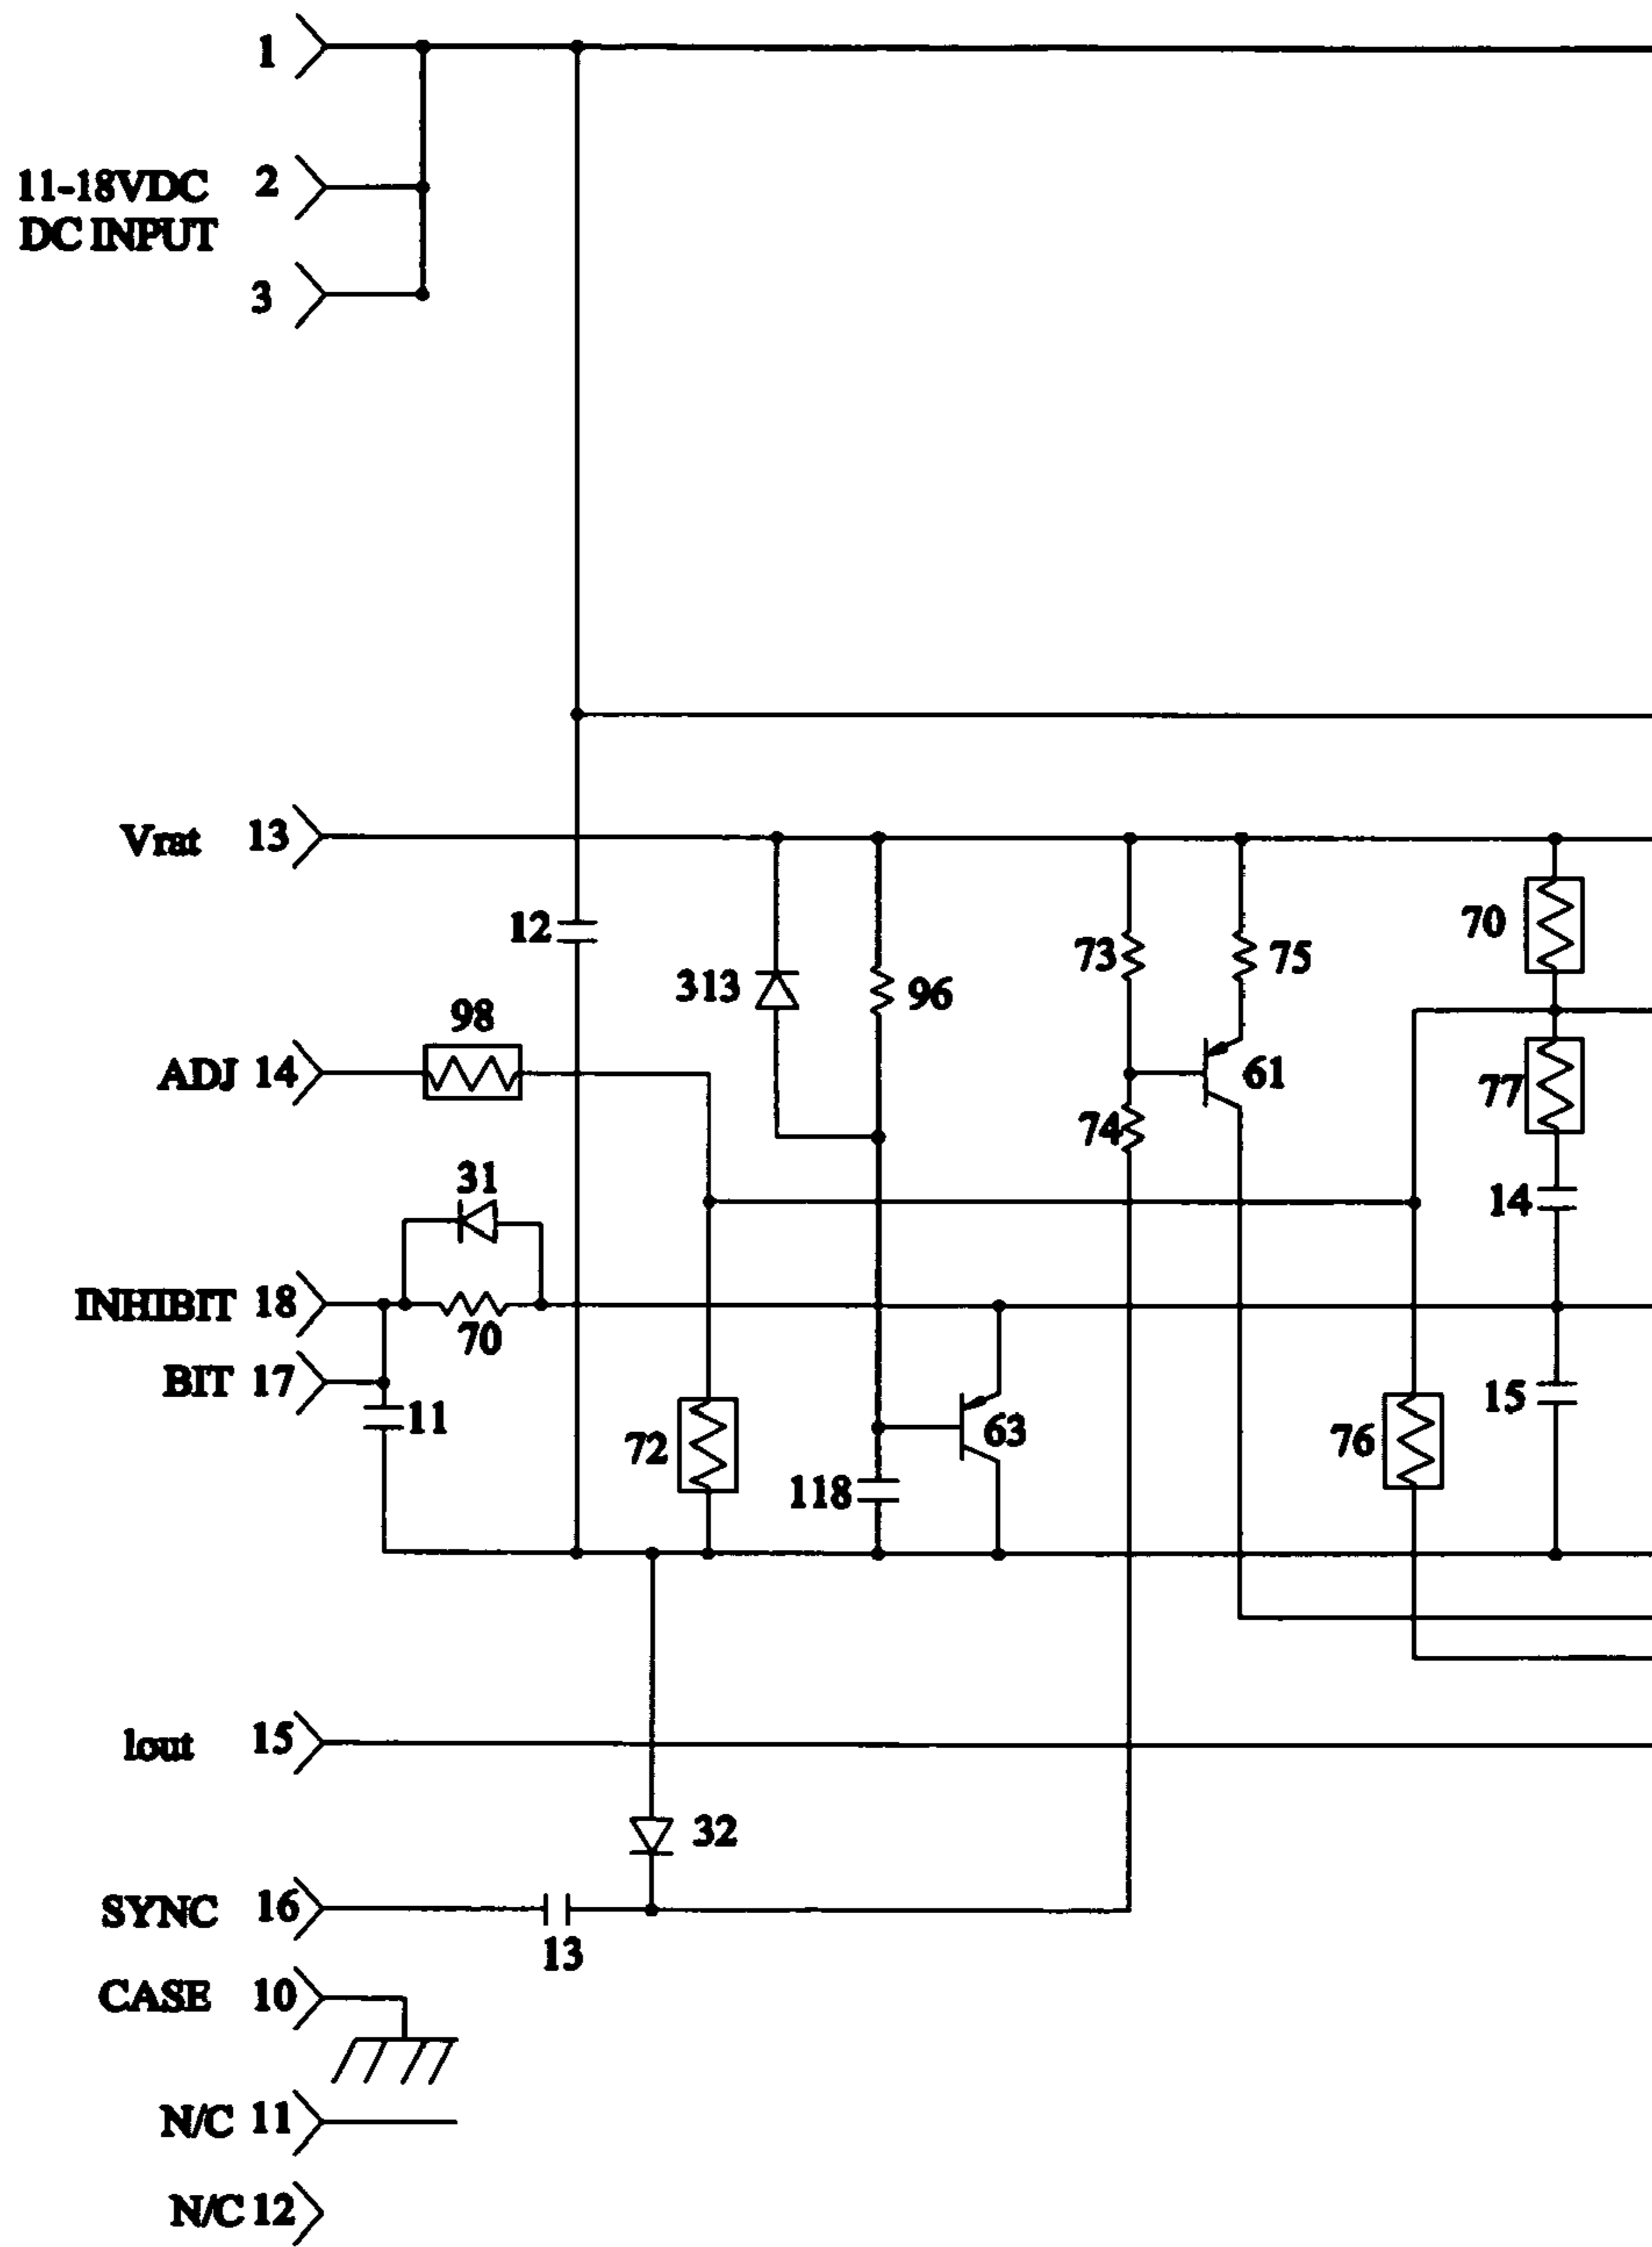 1
11-18VDC 2
DC INPUT
3
Vrat 13
12
313
96
73
75
70
98
ADJ 14
61
77
74
31
14
INHIBIT 18
70
BIT 17
11
15
72
63
76
118
lout 15
32
SYNC 16
13
CASE 10
N/C 11
N/C 12